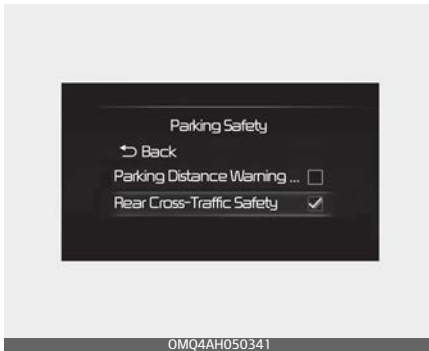 Parking Safety
Back
Parking Distance Warning ...
Rear Cross-Traffic Safety
OMQ4AH050341